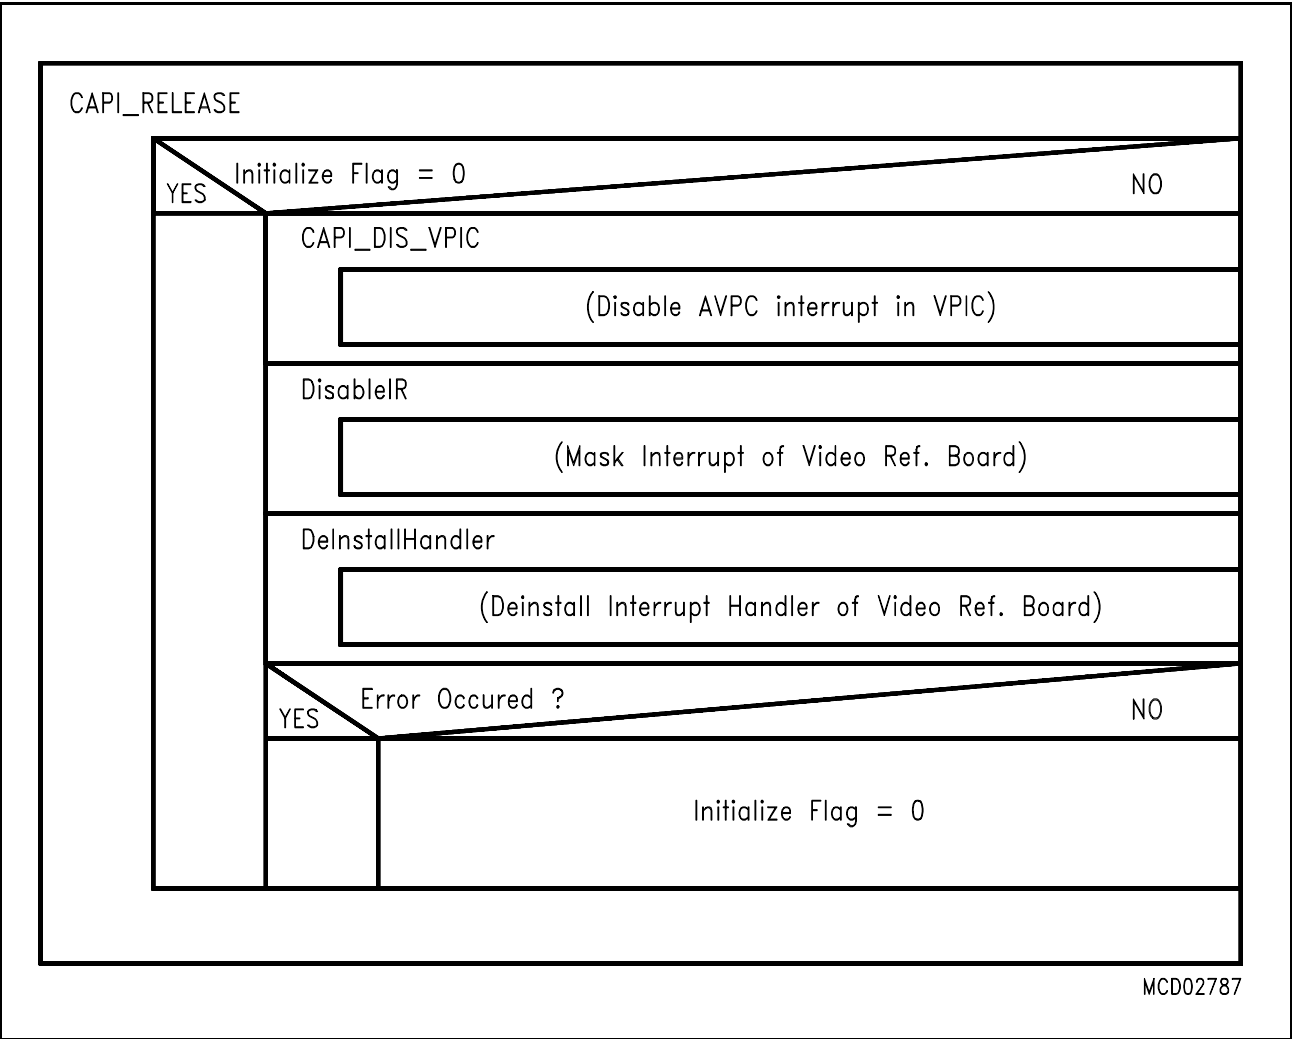 CAPI_RELEASE
Initialize Flag = 0
YES
NO
CAPI_DIS_VPIC
(Disable AVPC interrupt in VPIC)
DisableIR
(Mask Interrupt of Video Ref. Board)
DeInstallHandler
(Deinstall Interrupt Handler of Video Ref. Board)
Error Occured ?
YES
NO
Initialize Flag = 0
MCD02787